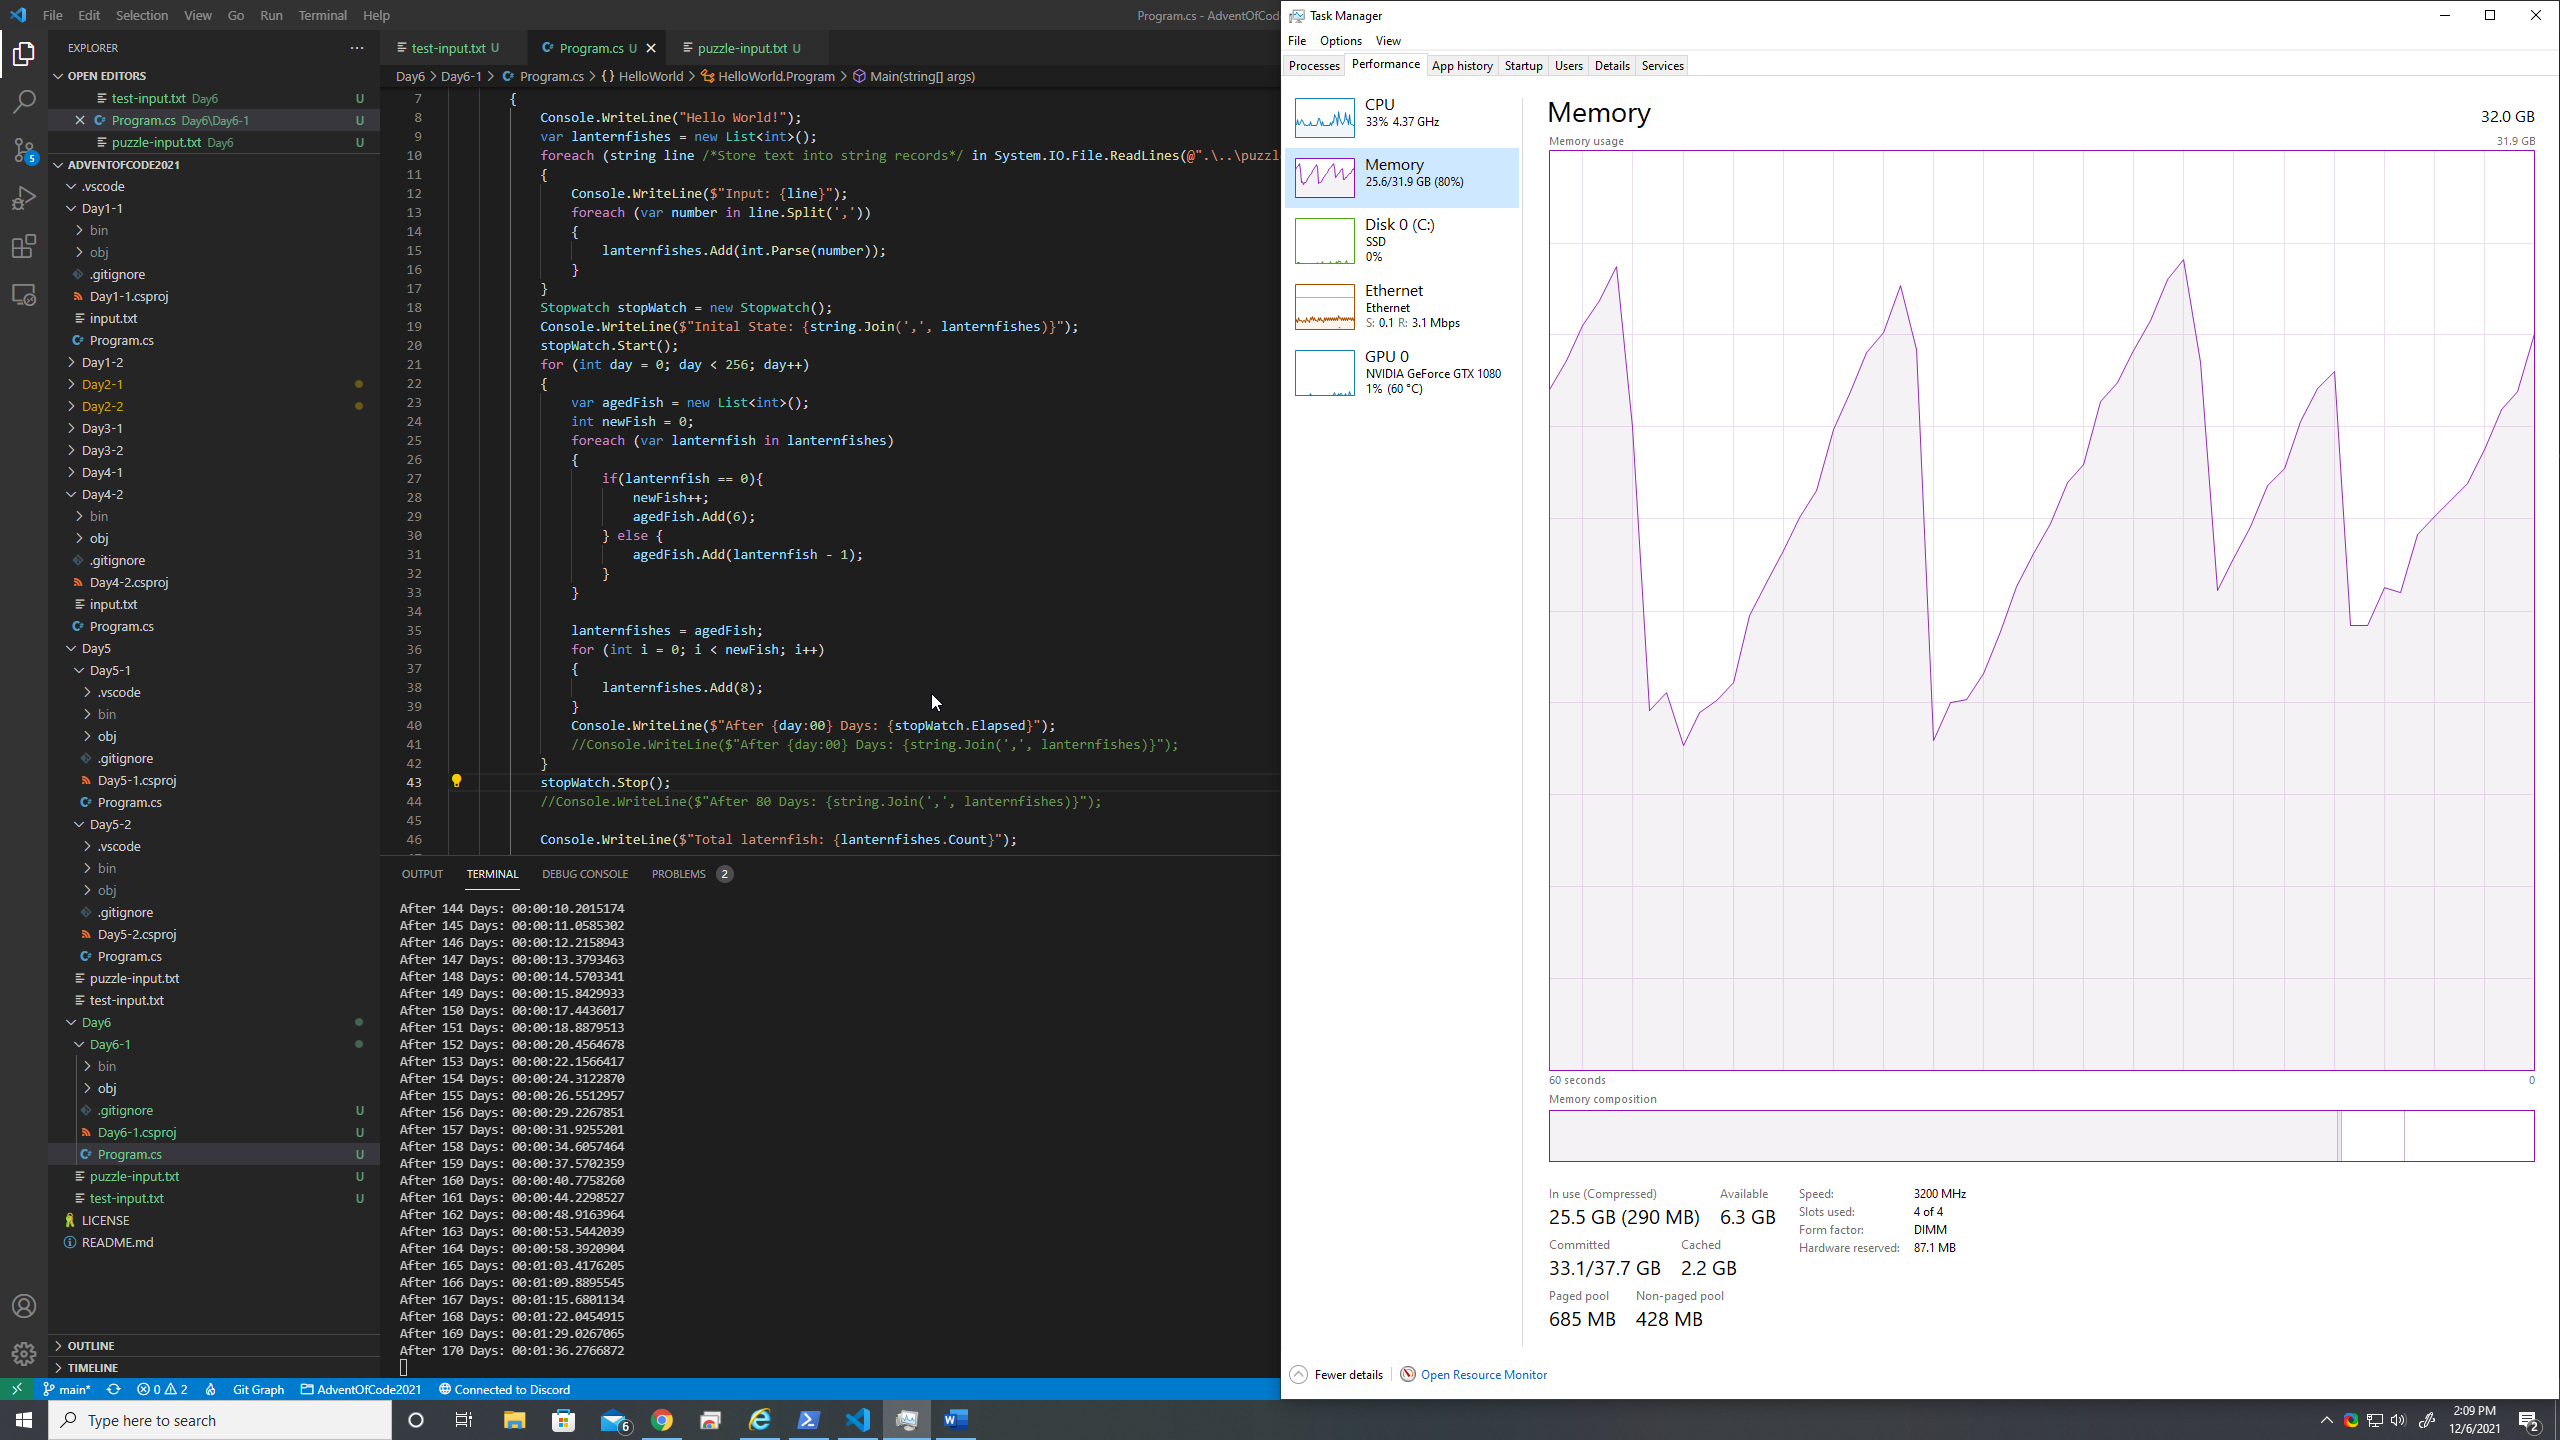 File Edit Selection View Go Run Terminal Help
Program.cs - AdventOfCod
EXPLORER
OPEN EDITORS
test-input.txt Day6 U
Program.cs Day6\Day6-1 U
puzzle-input.txt Day6 U
ADVENTOFCODE2021
.vscode
Day1-1
bin
obj
.gitignore
Day1-1.csproj
input.txt
Program.cs
Day1-2
Day2-1
Day2-2
Day3-1
Day3-2
Day4-1
Day4-2
bin
obj
.gitignore
Day4-2.csproj
input.txt
Program.cs
Day5
Day5-1
.vscode
bin
obj
.gitignore
Day5-1.csproj
Program.cs
Day5-2
.vscode
bin
obj
.gitignore
Day5-2.csproj
Program.cs
puzzle-input.txt
test-input.txt
Day6
Day6-1
bin
obj
.gitignore U
Day6-1.csproj U
Program.cs U
puzzle-input.txt U
test-input.txt U
LICENSE
README.md
OUTLINE
TIMELINE
5
test-input.txt U Program.cs U puzzle-input.txt U
Day6 > Day6-1 > Program.cs > {} HelloWorld > HelloWorld.Program > Main(string[] args)
7 {
8 Console.WriteLine("Hello World!");
9 var lanternfishes = new List<int>();
10 foreach (string line /*Store text into string records*/ in System.IO.File.ReadLines(@".\..\puzzl
11 {
12 Console.WriteLine($"Input: {line}");
13 foreach (var number in line.Split(','))
14 {
15 lanternfishes.Add(int.Parse(number));
16 }
17 }
18 Stopwatch stopWatch = new Stopwatch();
19 Console.WriteLine($"Inital State: {string.Join(',', lanternfishes)}");
20 stopWatch.Start();
21 for (int day = 0; day < 256; day++)
22 {
23 var agedFish = new List<int>();
24 int newFish = 0;
25 foreach (var lanternfish in lanternfishes)
26 {
27 if(lanternfish == 0){
28 newFish++;
29 agedFish.Add(6);
30 } else {
31 agedFish.Add(lanternfish - 1);
32 }
33 }
34
35 lanternfishes = agedFish;
36 for (int i = 0; i < newFish; i++)
37 {
38 lanternfishes.Add(8);
39 }
40 Console.WriteLine($"After {day:00} Days: {stopWatch.Elapsed}");
41 //Console.WriteLine($"After {day:00} Days: {string.Join(',', lanternfishes)}");
42 }
43 stopWatch.Stop();
44 //Console.WriteLine($"After 80 Days: {string.Join(',', lanternfishes)}");
45
46 Console.WriteLine($"Total laternfish: {lanternfishes.Count}");
OUTPUT TERMINAL DEBUG CONSOLE PROBLEMS 2
After 144 Days: 00:00:10.2015174
After 145 Days: 00:00:11.0585302
After 146 Days: 00:00:12.2158943
After 147 Days: 00:00:13.3793463
After 148 Days: 00:00:14.5703341
After 149 Days: 00:00:15.8429933
After 150 Days: 00:00:17.4436017
After 151 Days: 00:00:18.8879513
After 152 Days: 00:00:20.4564678
After 153 Days: 00:00:22.1566417
After 154 Days: 00:00:24.3122870
After 155 Days: 00:00:26.5512957
After 156 Days: 00:00:29.2267851
After 157 Days: 00:00:31.9255201
After 158 Days: 00:00:34.6057464
After 159 Days: 00:00:37.5702359
After 160 Days: 00:00:40.7758260
After 161 Days: 00:00:44.2298527
After 162 Days: 00:00:48.9163964
After 163 Days: 00:00:53.5442039
After 164 Days: 00:00:58.3920904
After 165 Days: 00:01:03.4176205
After 166 Days: 00:01:09.8895545
After 167 Days: 00:01:15.6801134
After 168 Days: 00:01:22.0454915
After 169 Days: 00:01:29.0267065
After 170 Days: 00:01:36.2766872
main* 0 2 Git Graph AdventOfCode2021 Connected to Discord
Task Manager
File Options View
Processes Performance App history Startup Users Details Services
CPU
33% 4.37 GHz
Memory
25.6/31.9 GB (80%)
Disk 0 (C:)
SSD
0%
Ethernet
Ethernet
S: 0.1 R: 3.1 Mbps
GPU 0
NVIDIA GeForce GTX 1080
1% (60 °C)
Memory 32.0 GB
Memory usage 31.9 GB
60 seconds 0
Memory composition
In use (Compressed) Available
25.5 GB (290 MB) 6.3 GB
Committed Cached
33.1/37.7 GB 2.2 GB
Paged pool Non-paged pool
685 MB 428 MB
Speed: 3200 MHz
Slots used: 4 of 4
Form factor: DIMM
Hardware reserved: 87.1 MB
Fewer details Open Resource Monitor
Type here to search
6
2:09 PM
12/6/2021
2